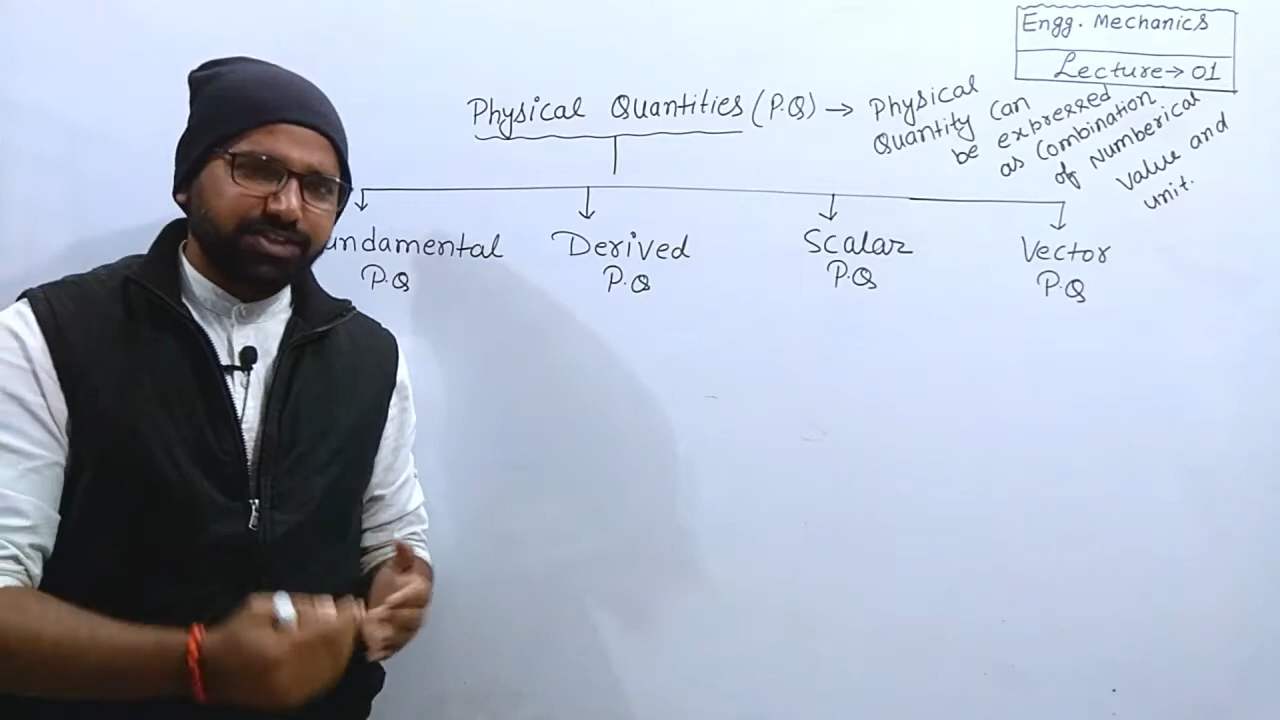 Engg. Mechanics
Lecture→ 01
Physical Quantities (P.Q) → Physical
Quantity can
be expressed
as combination
of Numberical
value and
unit.
undamental
P.Q
Derived
P.Q
Scalar
P.Q
Vector
P.Q